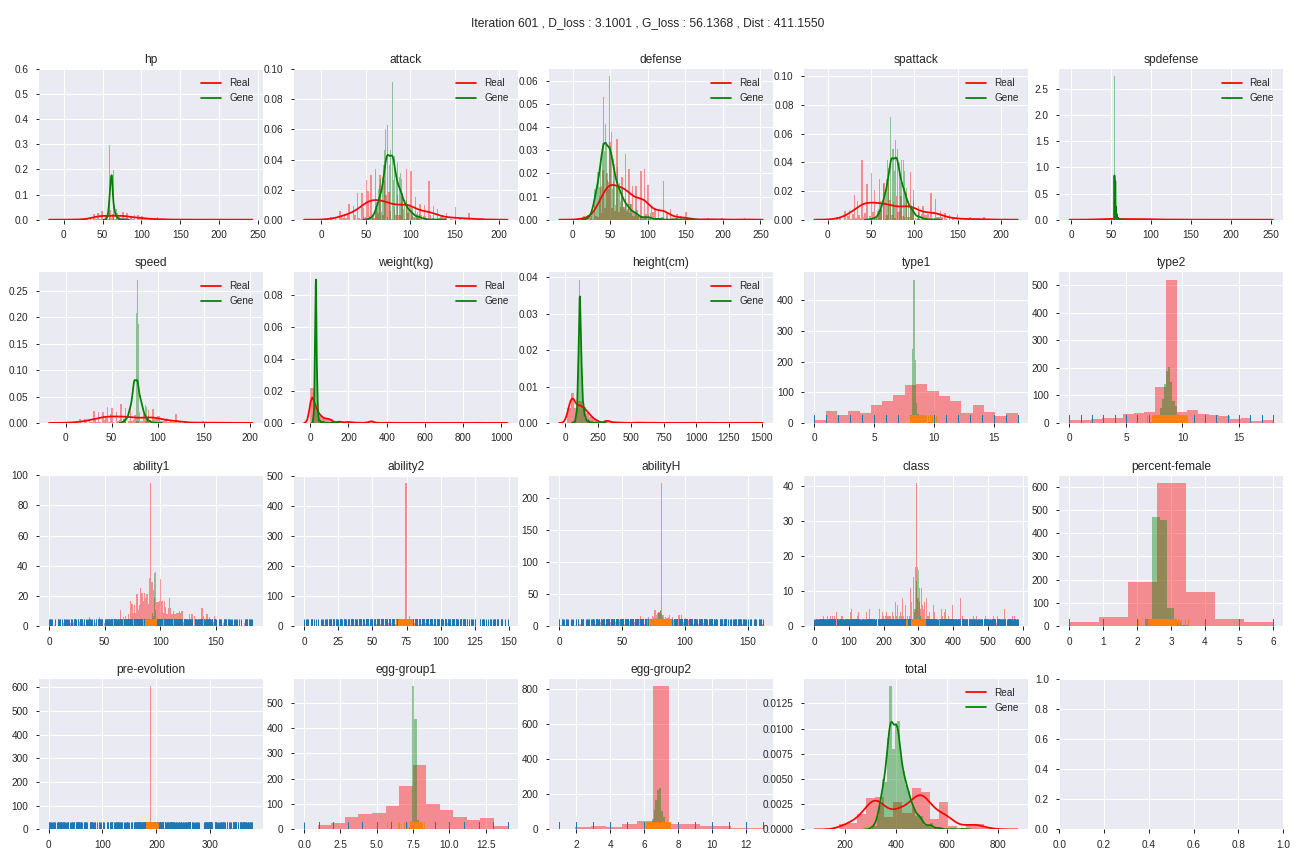 Iteration 601 , D_loss : 3.1001 , G_loss : 56.1368 , Dist : 411.1550
hp attack defense spattack spdefense
0.6 0.10 0.06 0.10 2.5
Real Real Real Real Real
Gene Gene Gene Gene Gene
0.5 0.08 0.05 0.08 2.0
0.4 0.06 0.04 0.06 1.5
0.3 0.04 0.03 0.04 1.0
0.2 0.02 0.02 0.02 0.5
0.1 0.01
0.0 0.00 0.00 0.00 0.0
0 50 100 150 200 250 0 50 100 150 200 0 50 100 150 200 250 0 50 100 150 200 0 50 100 150 200 250
speed weight(kg) height(cm) type1 type2
Real Real Real
Gene Gene Gene
0.25 0.08 0.04 400 500
0.20 0.06 0.03 300 400
0.15 0.04 0.02 200 300
0.10 0.02 0.01 100 200
0.05 100
0.00 0.00 0.00 0 0
0 50 100 150 200 0 200 400 600 800 1000 0 250 500 750 1000 1250 1500 0 5 10 15 0 5 10 15
ability1 ability2 abilityH class percent-female
100 500 200 40 600
80 400 150 30 500
60 300 100 20 400
40 200 50 10 300
20 100 200
100
0 0 0 0 0
0 50 100 150 0 25 50 75 100 125 150 0 50 100 150 0 100 200 300 400 500 600 0 1 2 3 4 5 6
pre-evolution egg-group1 egg-group2 total
Real
Gene
600 500 800 0.0125 1.0
500 400 600 0.0100 0.8
400 300 400 0.0075 0.6
300 200 200 0.0050 0.4
200 100 0.0025 0.2
100
0 0 0 0.0000 0.0
0 100 200 300 0.0 2.5 5.0 7.5 10.0 12.5 2 4 6 8 10 12 200 400 600 800 0.0 0.2 0.4 0.6 0.8 1.0